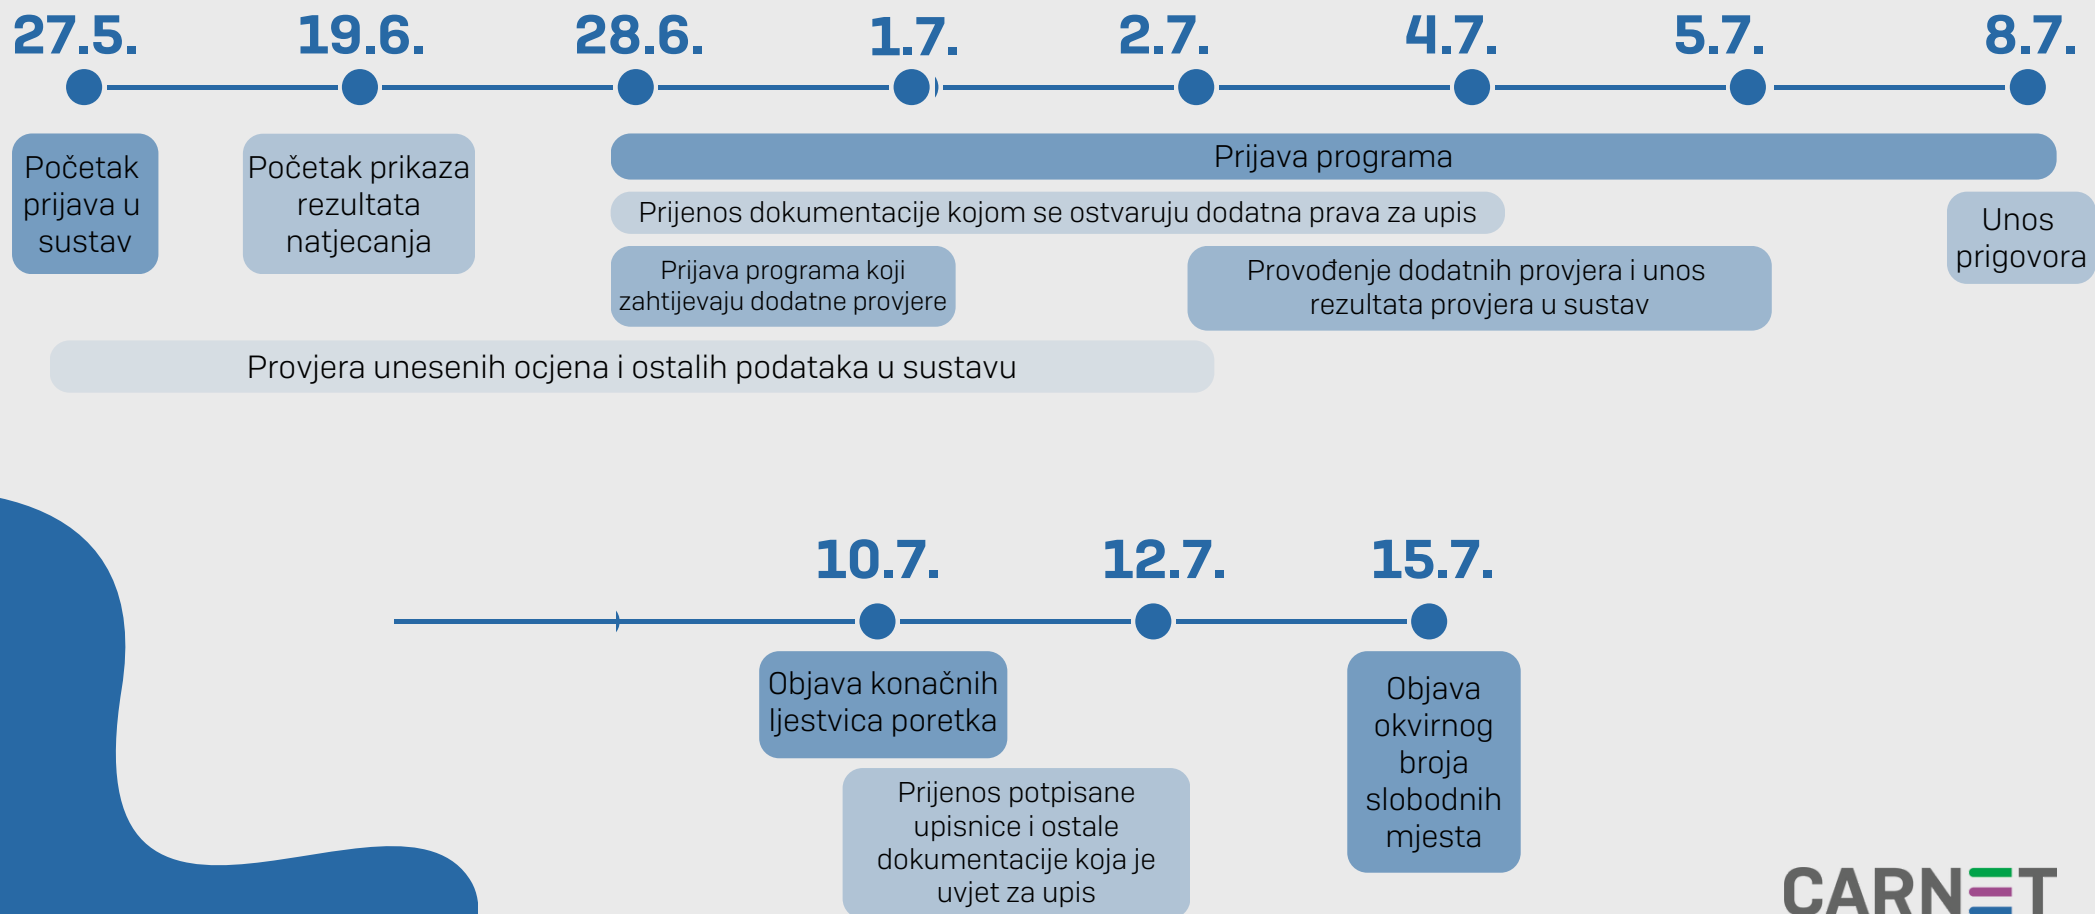 27.5. 19.6. 28.6. 1.7. 2.7. 4.7. 5.7. 8.7.
Početak
prijava u
sustav
Početak prikaza
rezultata
natjecanja
Prijava programa
Prijenos dokumentacije kojom se ostvaruju dodatna prava za upis
Prijava programa koji
zahtijevaju dodatne provjere
Provođenje dodatnih provjera i unos
rezultata provjera u sustav
Unos
prigovora
Provjera unesenih ocjena i ostalih podataka u sustavu
10.7. 12.7. 15.7.
Objava konačnih
ljestvica poretka
Prijenos potpisane
upisnice i ostale
dokumentacije koja je
uvjet za upis
Objava
okvirnog
broja
slobodnih
mjesta
CARNET